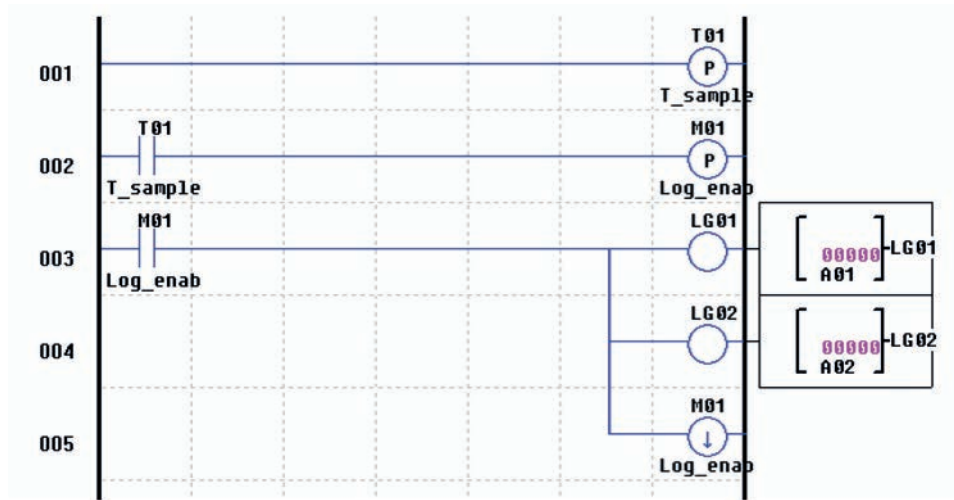 T01
001
P
T_sample
T01
M01
002
P
T_sample
Log_enab
M01
LG01
003
00000
LG01
A01
Log_enab
LG02
004
00000
LG02
A02
M01
005
↓
Log_enab